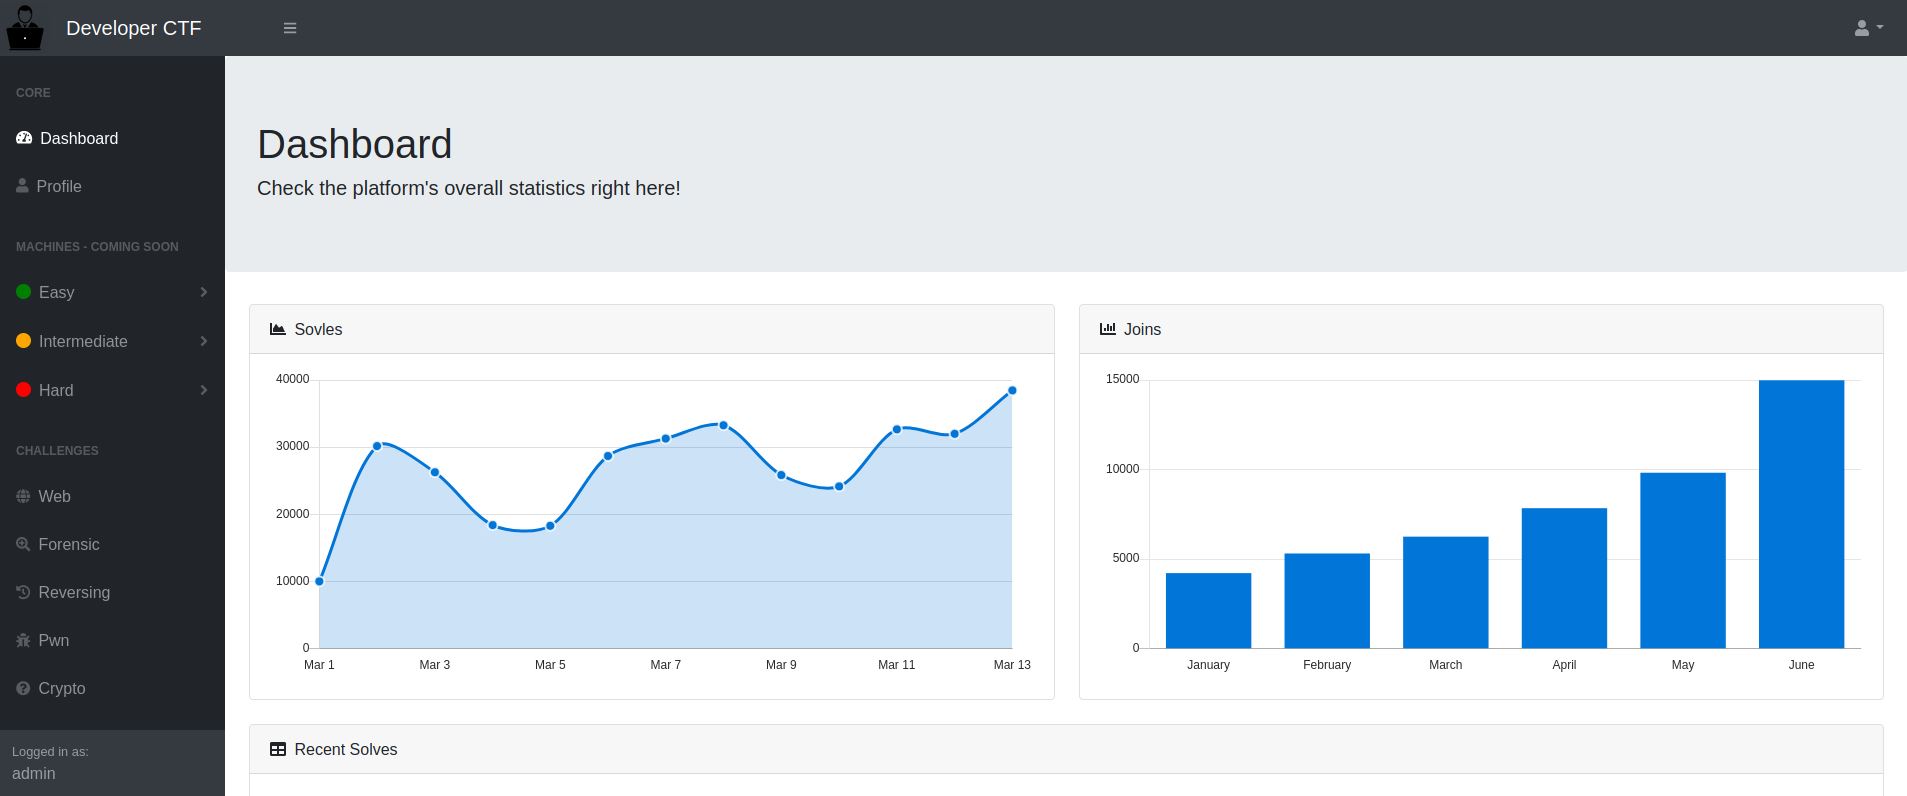 Developer CTF
CORE
Dashboard
Profile
MACHINES - COMING SOON
Easy
Intermediate
Hard
CHALLENGES
Web
Forensic
Reversing
Pwn
Crypto
Logged in as:
admin
Dashboard
Check the platform's overall statistics right here!
Sovles
40000
30000
20000
10000
0
Mar 1 Mar 3 Mar 5 Mar 7 Mar 9 Mar 11 Mar 13
Joins
15000
10000
5000
0
January February March April May June
Recent Solves